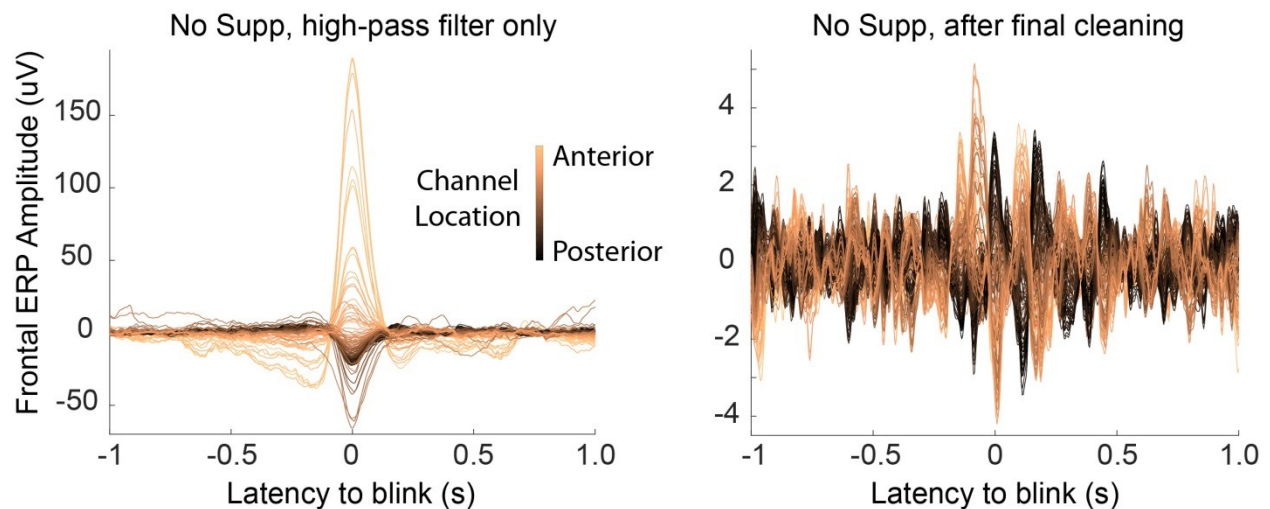 No Supp, high-pass filter only
Frontal ERP Amplitude (uV)
150
100
50
0
-50
-1
-0.5
0
0.5
1.0
Latency to blink (s)
Channel
Location
Anterior
Posterior
No Supp, after final cleaning
4
2
0
-2
-4
-1
-0.5
0
0.5
1.0
Latency to blink (s)